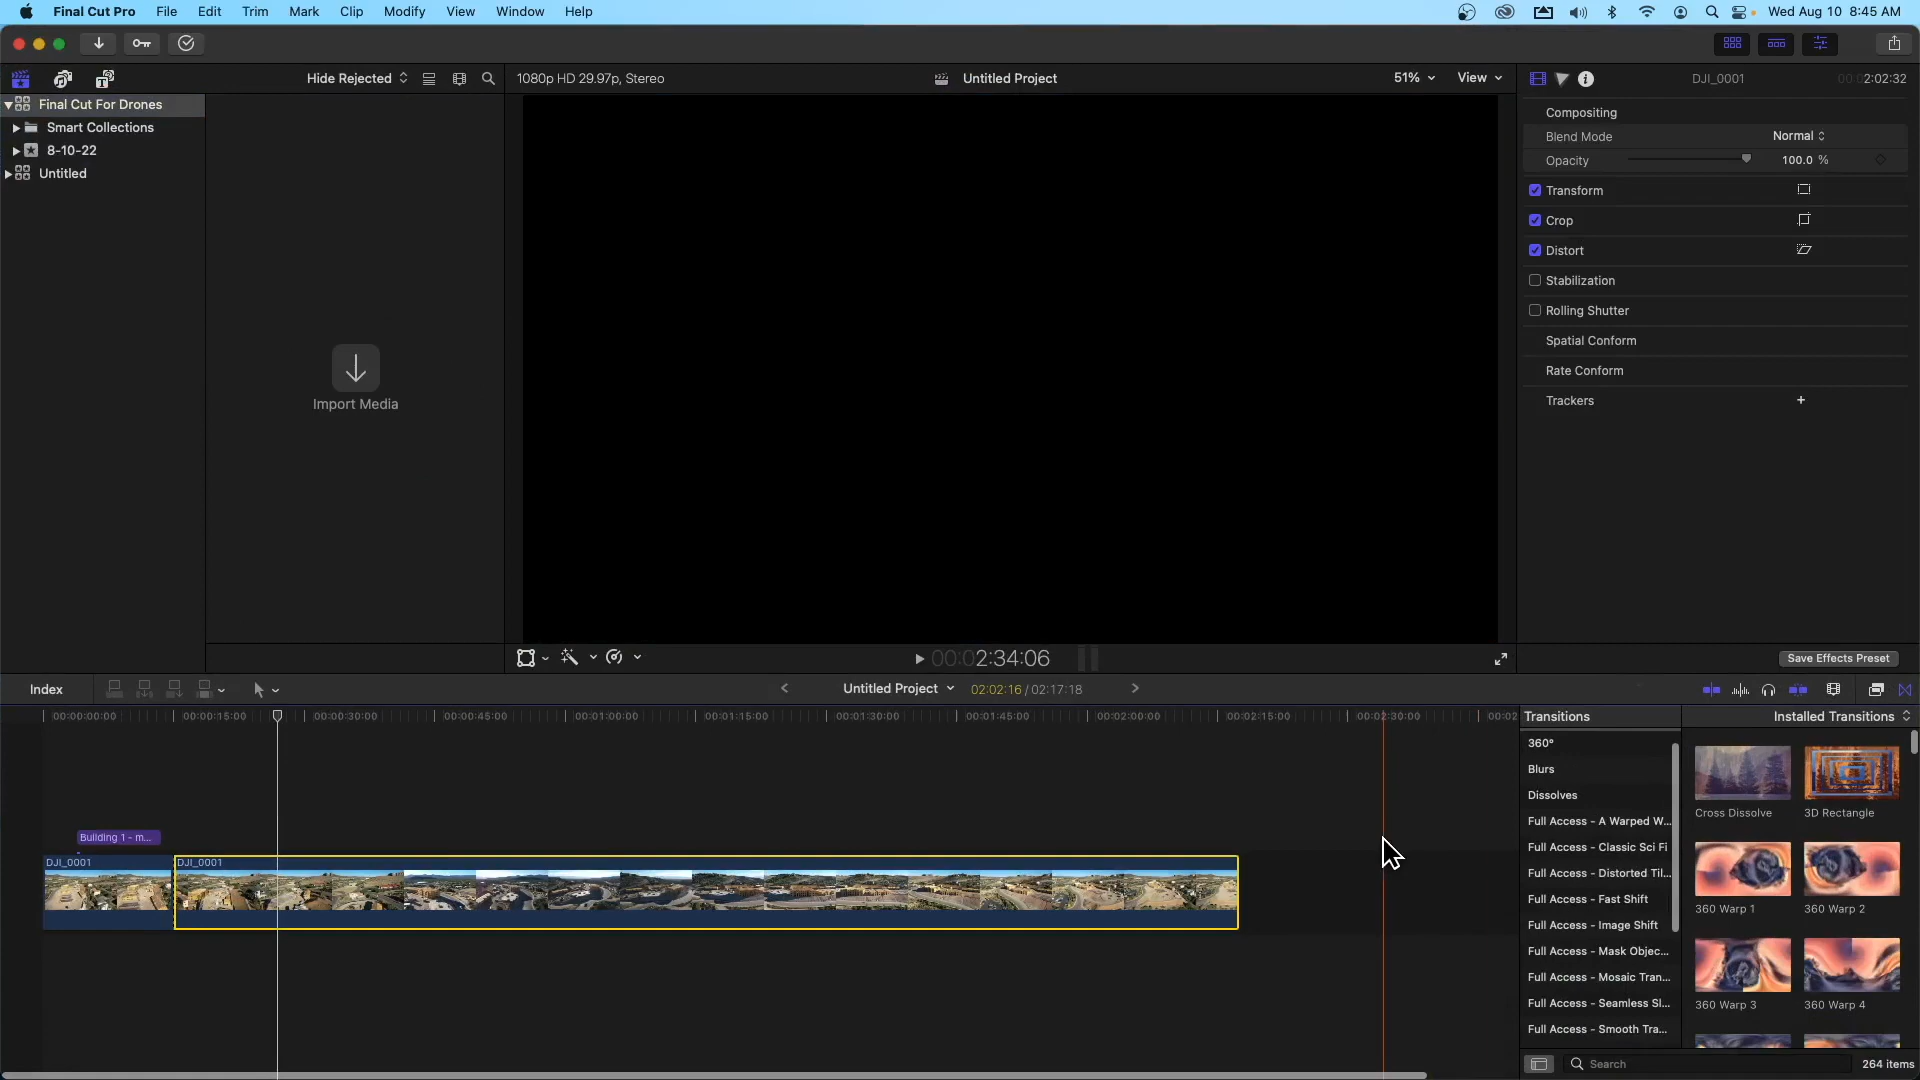 Final Cut Pro File Edit Trim Mark Clip Modify View Window Help Wed Aug 10 8:45 AM
Hide Rejected 1080p HD 29.97p, Stereo Untitled Project 51% View DJI_0001 00:02:02:32
Final Cut For Drones
Smart Collections
8-10-22
Untitled
Import Media
Compositing
Blend Mode Normal
Opacity 100.0 %
Transform
Crop
Distort
Stabilization
Rolling Shutter
Spatial Conform
Rate Conform
Trackers +
00:02:34:06
Save Effects Preset
Index Untitled Project 02:02:16 / 02:17:18
00:00:00:00 00:00:15:00 00:00:30:00 00:00:45:00 00:01:00:00 00:01:15:00 00:01:30:00 00:01:45:00 00:02:00:00 00:02:15:00 00:02:30:00 00:02
Building 1 - m...
DJI_0001 DJI_0001
Transitions Installed Transitions
360°
Blurs
Dissolves
Full Access - A Warped W...
Full Access - Classic Sci Fi
Full Access - Distorted Til...
Full Access - Fast Shift
Full Access - Image Shift
Full Access - Mask Objec...
Full Access - Mosaic Tran...
Full Access - Seamless Sl...
Full Access - Smooth Tra...
Cross Dissolve 3D Rectangle
360 Warp 1 360 Warp 2
360 Warp 3 360 Warp 4
Search 264 items